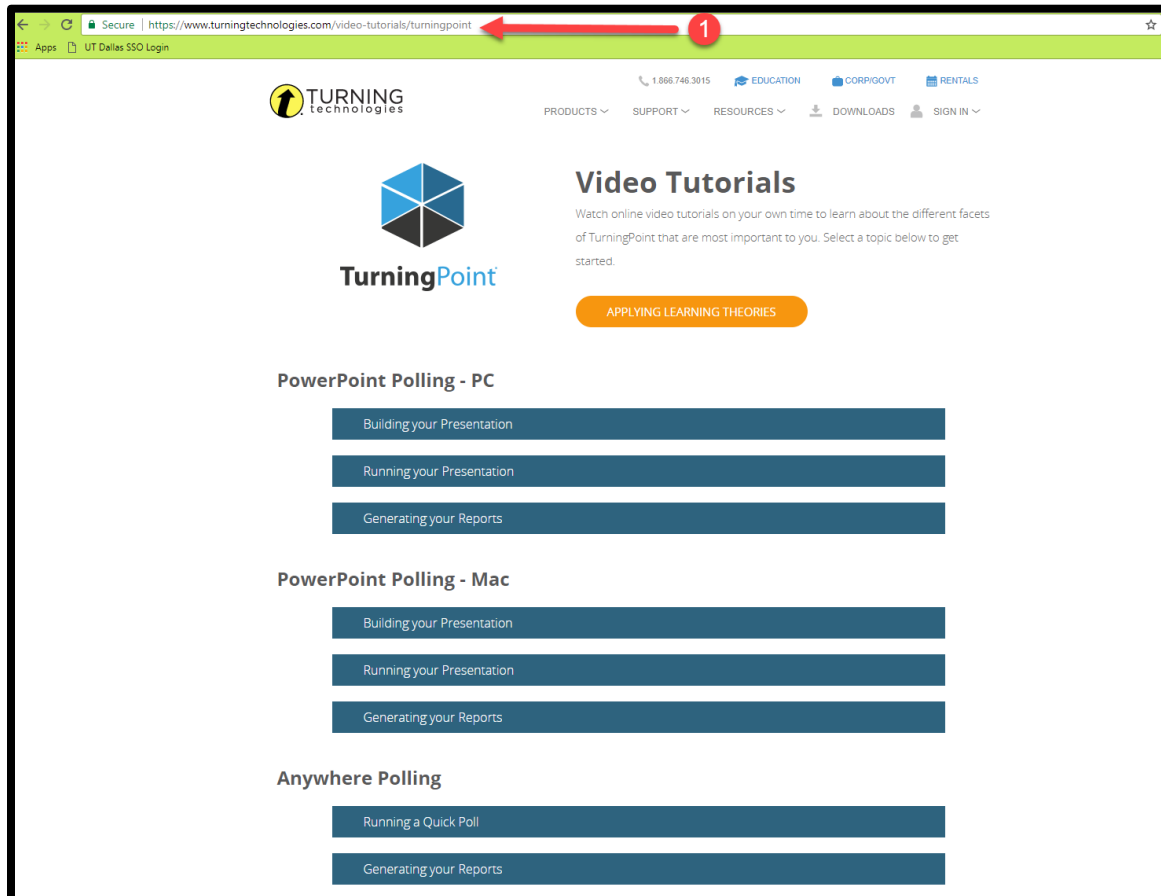 Secure | https://www.turningtechnologies.com/video-tutorials/turningpoint
1
Apps UT Dallas SSO Login
1.866.746.3015 EDUCATION CORP/GOVT RENTALS
TURNING
technologies
PRODUCTS SUPPORT RESOURCES DOWNLOADS SIGN IN
Video Tutorials
Watch online video tutorials on your own time to learn about the different facets
of TurningPoint that are most important to you. Select a topic below to get
started.
TurningPoint
APPLYING LEARNING THEORIES
PowerPoint Polling - PC
Building your Presentation
Running your Presentation
Generating your Reports
PowerPoint Polling - Mac
Building your Presentation
Running your Presentation
Generating your Reports
Anywhere Polling
Running a Quick Poll
Generating your Reports